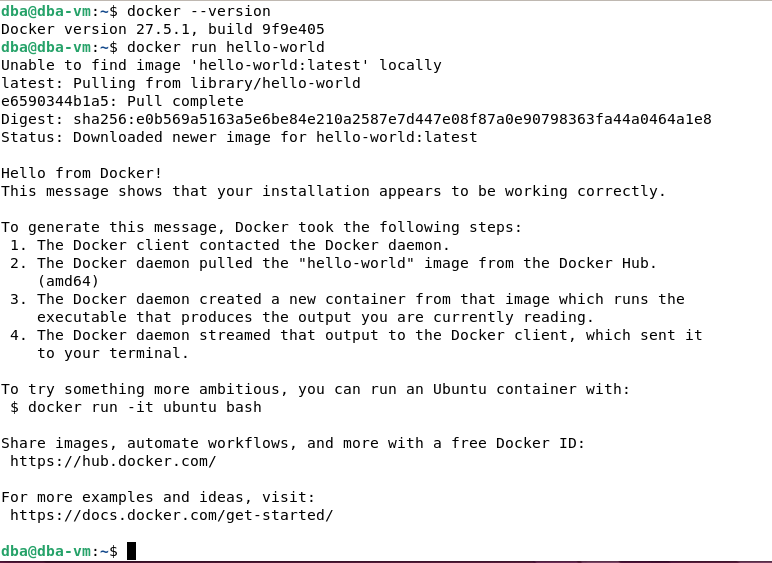 dba@dba-vm:~$ docker --version
Docker version 27.5.1, build 9f9e405
dba@dba-vm:~$ docker run hello-world
Unable to find image 'hello-world:latest' locally
latest: Pulling from library/hello-world
e6590344b1a5: Pull complete
Digest: sha256:e0b569a5163a5e6be84e210a2587e7d447e08f87a0e90798363fa44a0464a1e8
Status: Downloaded newer image for hello-world:latest

Hello from Docker!
This message shows that your installation appears to be working correctly.

To generate this message, Docker took the following steps:
 1. The Docker client contacted the Docker daemon.
 2. The Docker daemon pulled the "hello-world" image from the Docker Hub.
    (amd64)
 3. The Docker daemon created a new container from that image which runs the
    executable that produces the output you are currently reading.
 4. The Docker daemon streamed that output to the Docker client, which sent it
    to your terminal.

To try something more ambitious, you can run an Ubuntu container with:
 $ docker run -it ubuntu bash

Share images, automate workflows, and more with a free Docker ID:
 https://hub.docker.com/

For more examples and ideas, visit:
 https://docs.docker.com/get-started/

dba@dba-vm:~$